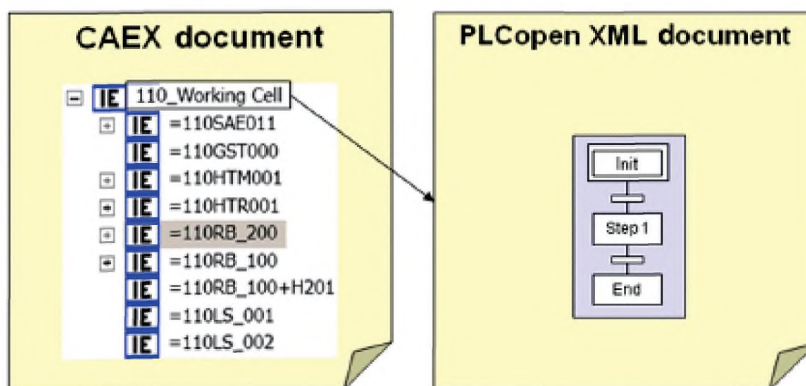 CAEX document
IE 110_Working Cell
IE =110SAE011
IE =110GST000
IE =110HTM001
IE =110HTR001
IE =110RB_200
IE =110RB_100
IE =110RB_100+H201
IE =110LS_001
IE =110LS_002
PLCopen XML document
Init
Step 1
End